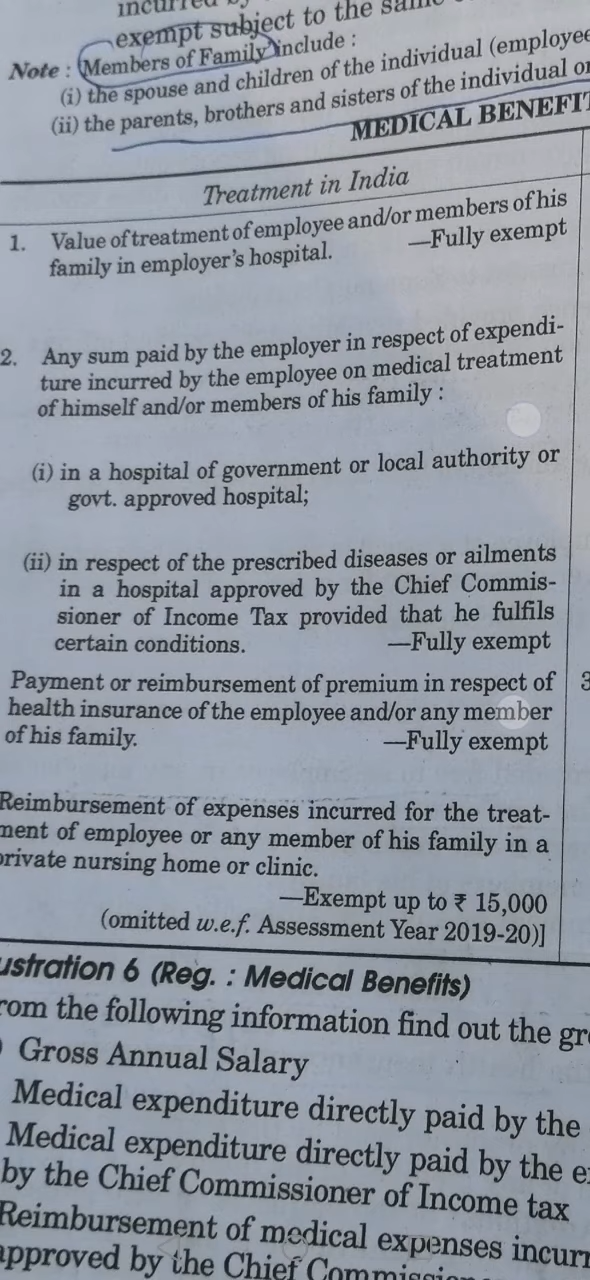 exempt subject to the
Note : Members of Family include :
(i) the spouse and children of the individual (employee
(ii) the parents, brothers and sisters of the individual or
MEDICAL BENEFIT
Treatment in India
1. Value of treatment of employee and/or members of his
family in employer's hospital. —Fully exempt
2. Any sum paid by the employer in respect of expendi-
ture incurred by the employee on medical treatment
of himself and/or members of his family :
(i) in a hospital of government or local authority or
govt. approved hospital;
(ii) in respect of the prescribed diseases or ailments
in a hospital approved by the Chief Commis-
sioner of Income Tax provided that he fulfils
certain conditions. —Fully exempt
Payment or reimbursement of premium in respect of
health insurance of the employee and/or any member
of his family. —Fully exempt
3
Reimbursement of expenses incurred for the treat-
ment of employee or any member of his family in a
private nursing home or clinic.
—Exempt up to ₹ 15,000
(omitted w.e.f. Assessment Year 2019-20)]
ustration 6 (Reg. : Medical Benefits)
rom the following information find out the gr
Gross Annual Salary
Medical expenditure directly paid by the
Medical expenditure directly paid by the e
by the Chief Commissioner of Income tax
Reimbursement of medical expenses incurr
approved by the Chief